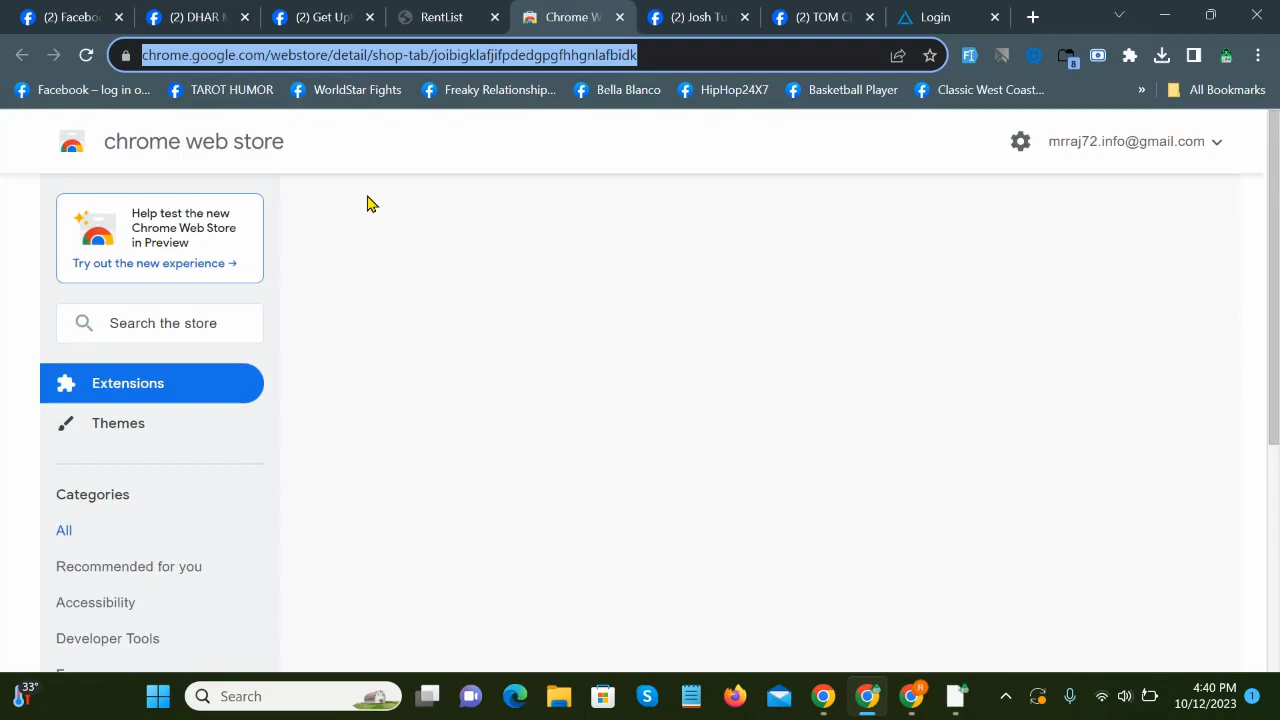 (2) Facebo
(2) DHAR M
(2) Get Up!
RentList
Chrome W
(2) Josh Tu
(2) TOM Cl
Login
chrome.google.com/webstore/detail/shop-tab/joibigklafjifpdedgpgfhhgnlafbidk
8
Facebook – log in o...
TAROT HUMOR
WorldStar Fights
Freaky Relationship...
Bella Blanco
HipHop24X7
Basketball Player
Classic West Coast...
»
All Bookmarks
chrome web store
mrraj72.info@gmail.com
Help test the new
Chrome Web Store
in Preview
Try out the new experience →
Search the store
Extensions
Themes
Categories
All
Recommended for you
Accessibility
Developer Tools
33°
Search
R
4:40 PM
10/12/2023
1